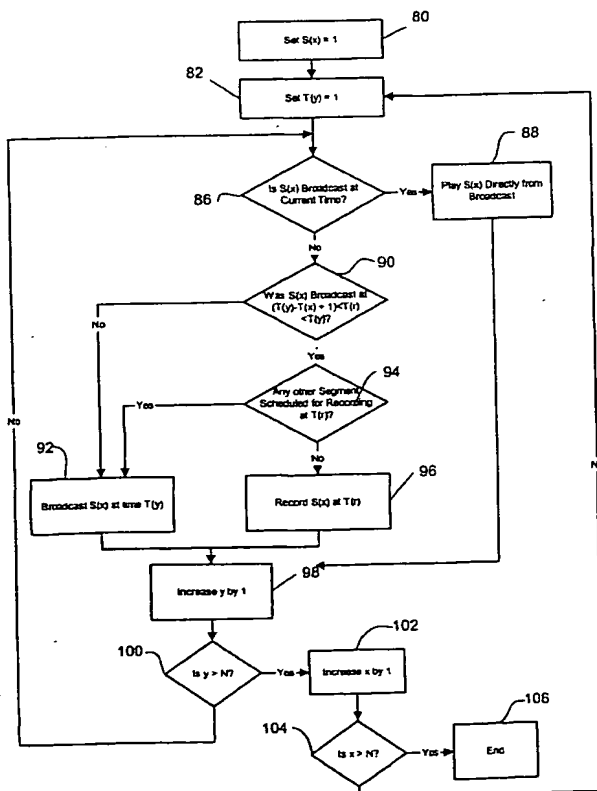 80
Set S(x) = 1
82
Set T(y) = 1
88
86
Is S(x) Broadcast at
Current Time?
Yes
Play S(x) Directly from
Broadcast
No
90
Was S(x) Broadcast at
(T(y)-T(x) + 1)<T(r)
<T(y)?
No
Yes
94
Any other Segment
Scheduled for Recording
at T(r)?
Yes
No
No
92
96
Broadcast S(x) at time T(y)
Record S(x) at T(r)
98
Increase y by 1
102
100
Is y > N?
Yes
Increase x by 1
106
104
Is x > N?
Yes
End